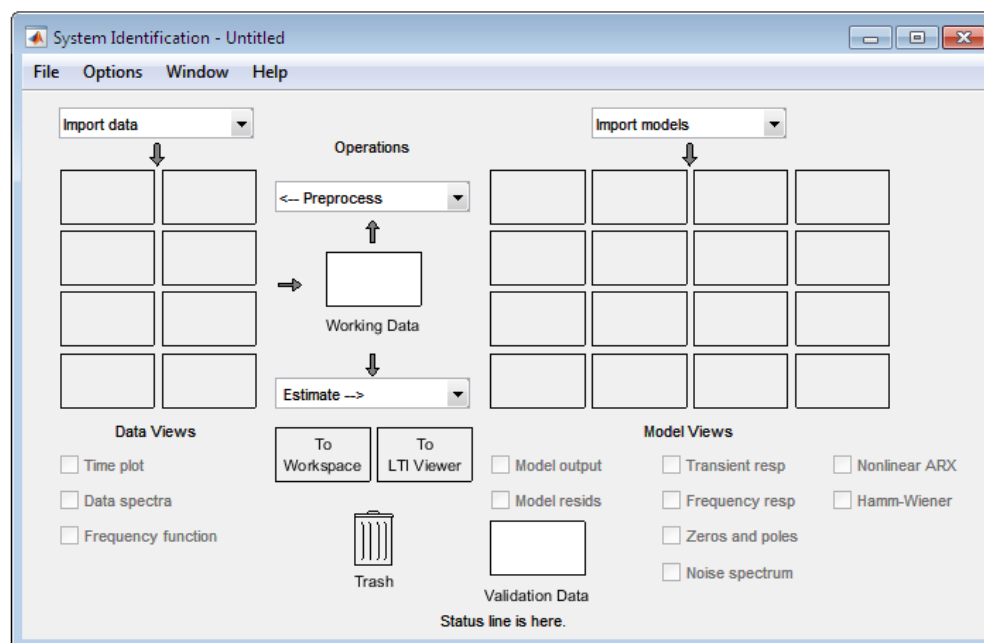 System Identification - Untitled
File Options Window Help
Import data
Import models
Operations
<-- Preprocess
Working Data
Estimate -->
Data Views
Model Views
To
Workspace
To
LTI Viewer
Time plot
Model output
Transient resp
Nonlinear ARX
Data spectra
Model resids
Frequency resp
Hamm-Wiener
Frequency function
Zeros and poles
Trash
Noise spectrum
Validation Data
Status line is here.